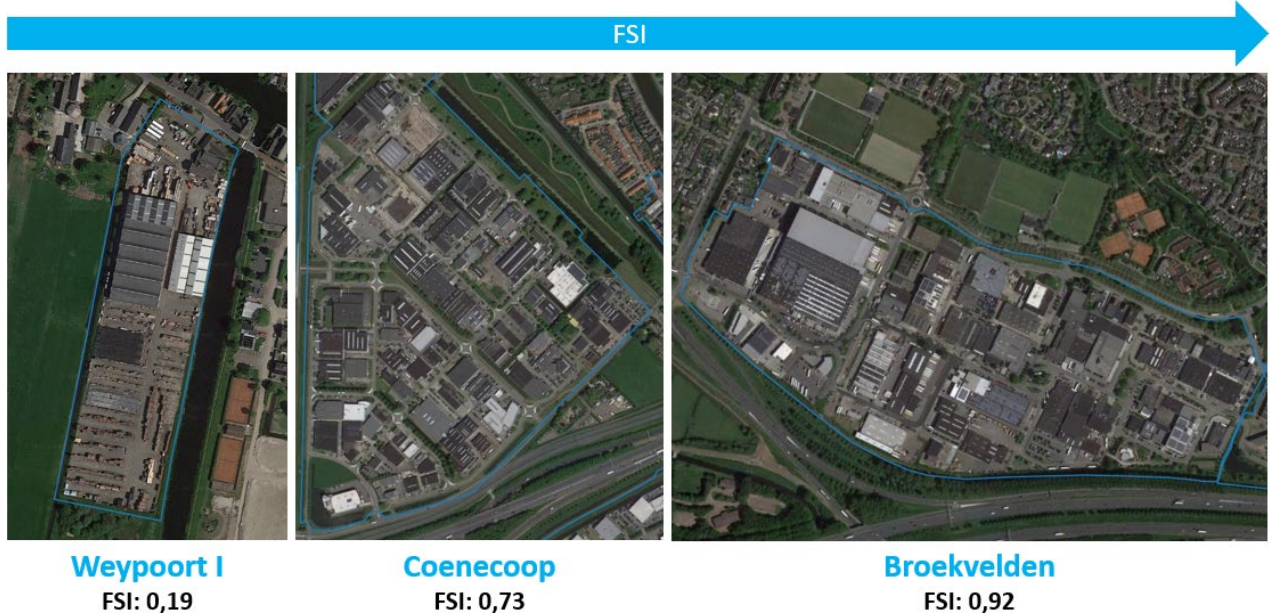 FSI
Weypoort I
FSI: 0,19
Coenecoop
FSI: 0,73
Broekvelden
FSI: 0,92